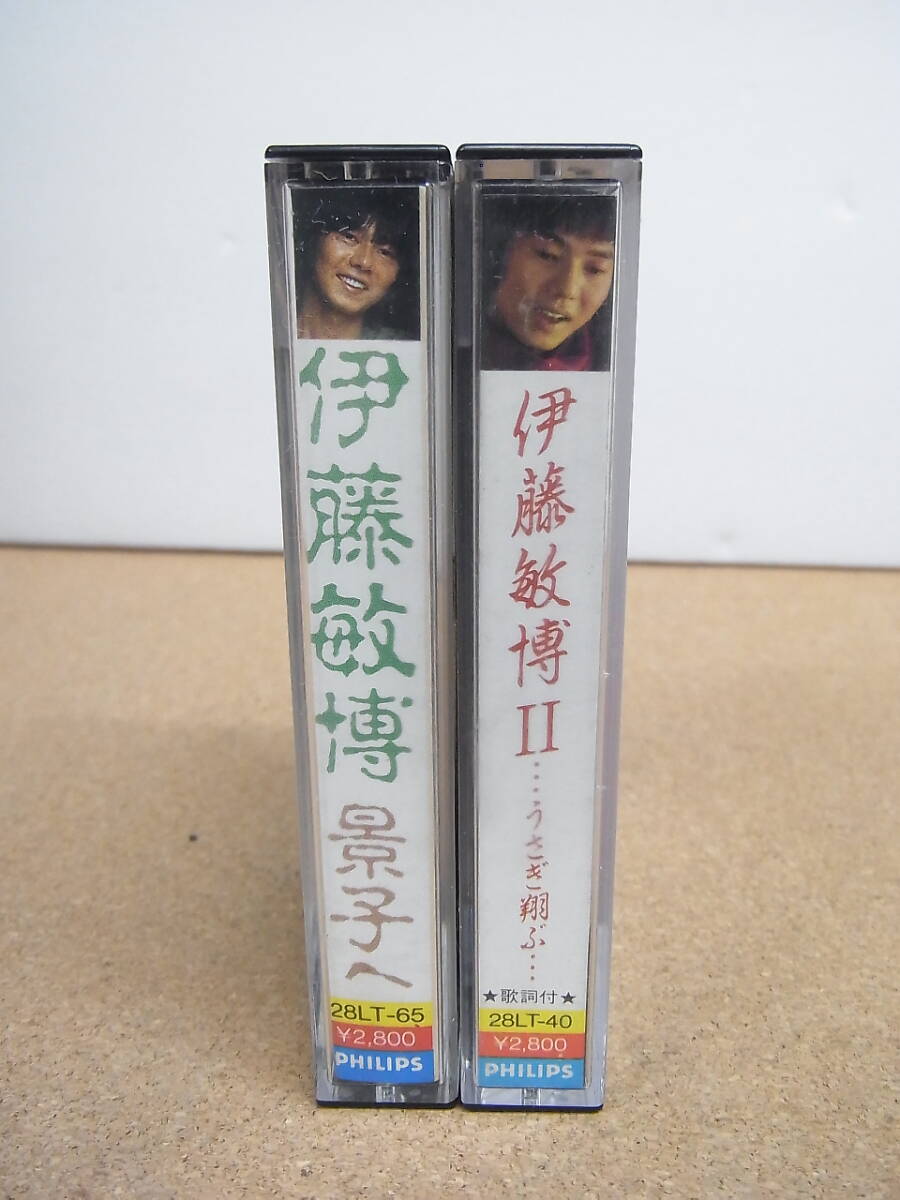 伊藤敏博
景子へ
28LT-65
¥2,800
PHILIPS
伊藤敏博II
…うさぎ翔ぶ…
★歌詞付★
28LT-40
¥2,800
PHILIPS